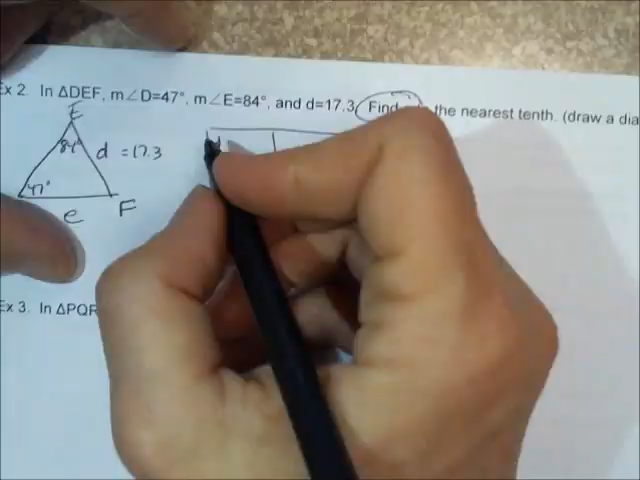 Ex 2. In ΔDEF, m∠D=47°, m∠E=84°, and d=17.3. Find the nearest tenth. (draw a dia
E
84° d = 17.3
47°
e F
Ex 3. In ΔPQR